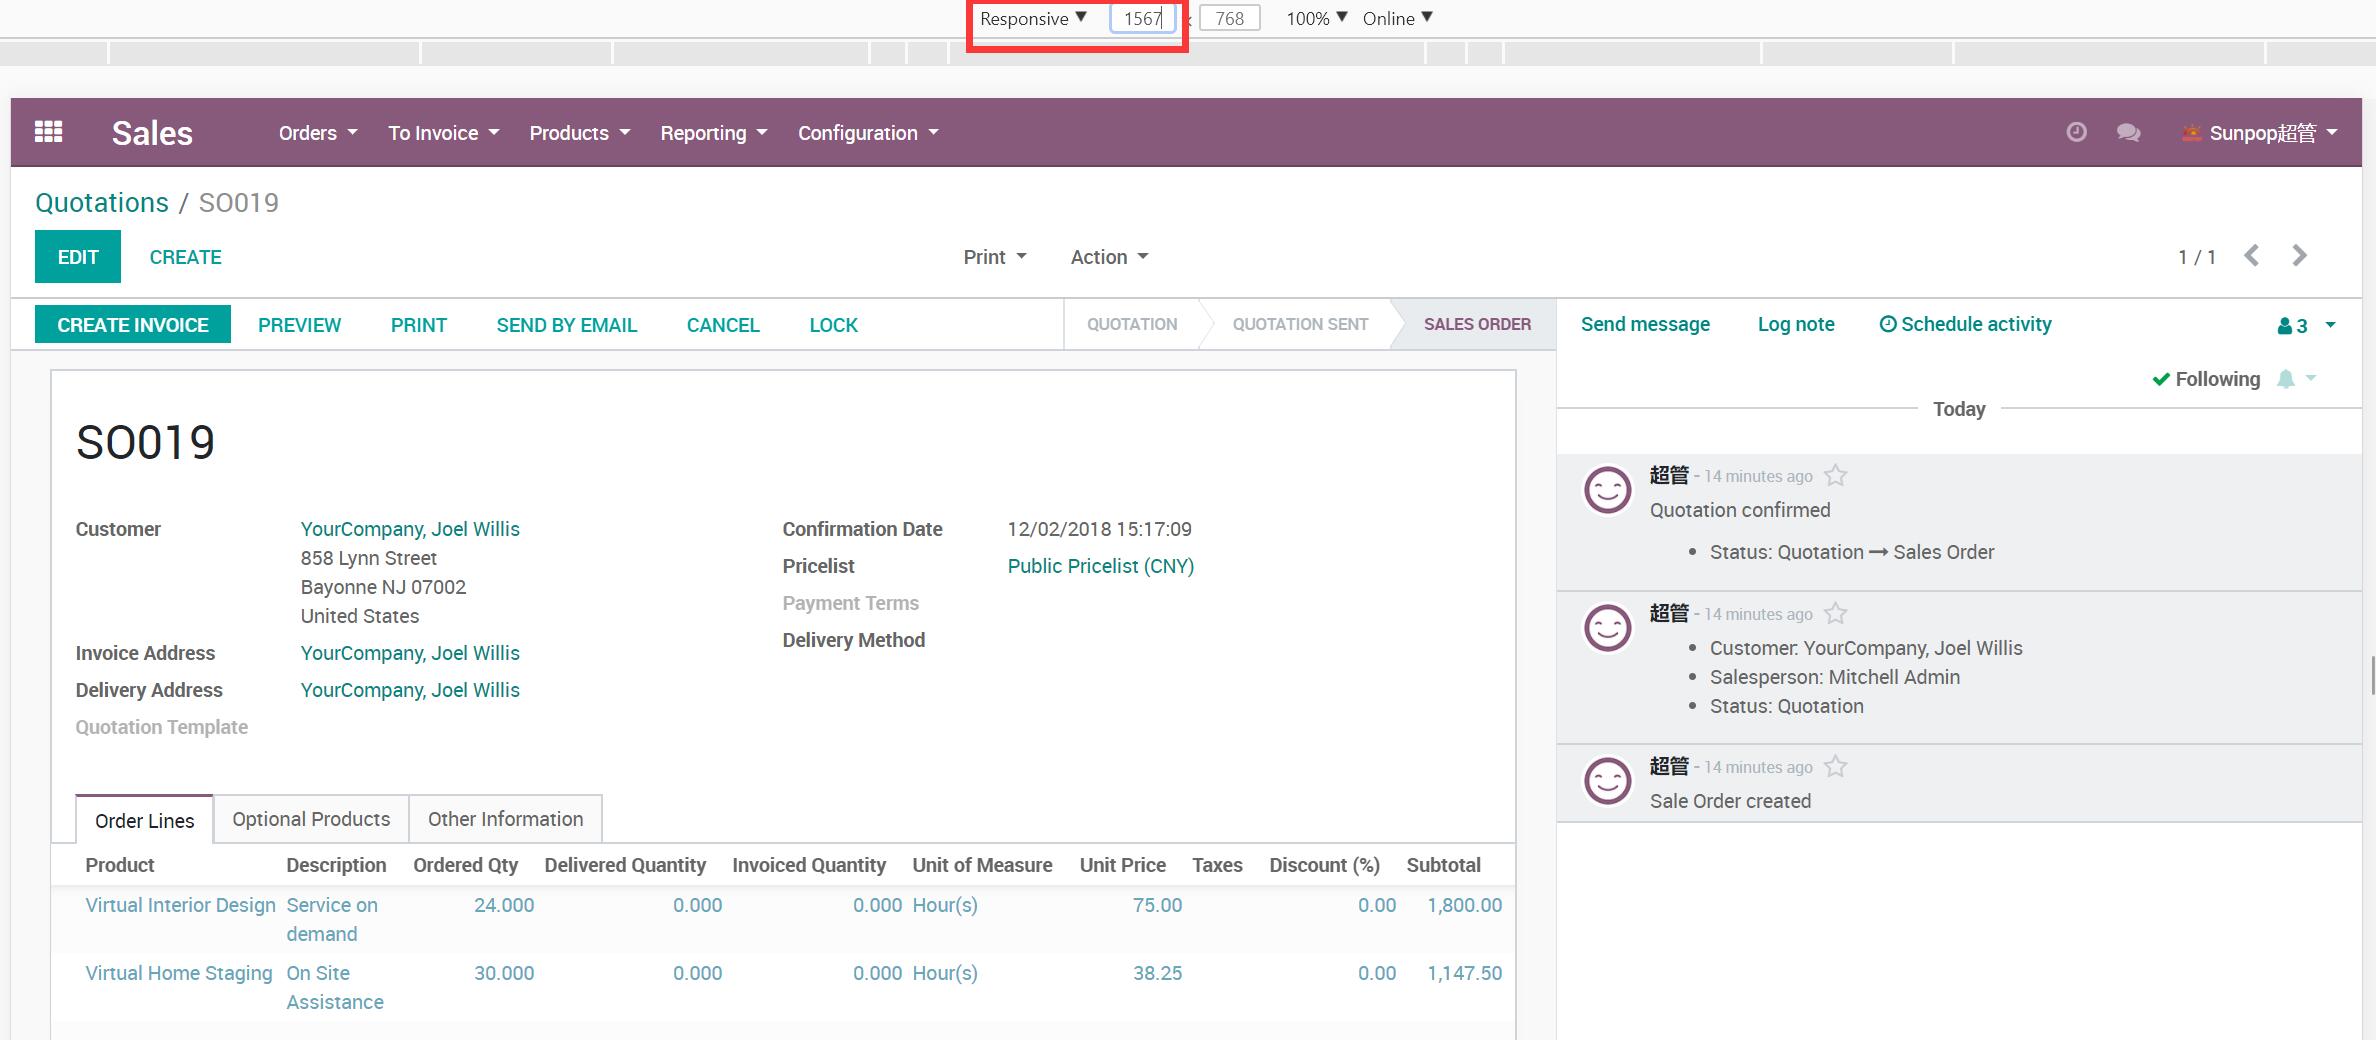 Responsive ▼ 1567 x 768 100% ▼ Online ▼
Sales Orders To Invoice Products Reporting Configuration Sunpop超管
Quotations / SO019
EDIT CREATE Print Action 1 / 1
CREATE INVOICE PREVIEW PRINT SEND BY EMAIL CANCEL LOCK QUOTATION QUOTATION SENT SALES ORDER
Send message Log note Schedule activity 3
Following
Today
SO019
Customer YourCompany, Joel Willis
858 Lynn Street
Bayonne NJ 07002
United States
Invoice Address YourCompany, Joel Willis
Delivery Address YourCompany, Joel Willis
Quotation Template
Confirmation Date 12/02/2018 15:17:09
Pricelist Public Pricelist (CNY)
Payment Terms
Delivery Method
Order Lines Optional Products Other Information
Product Description Ordered Qty Delivered Quantity Invoiced Quantity Unit of Measure Unit Price Taxes Discount (%) Subtotal
Virtual Interior Design Service on demand 24.000 0.000 0.000 Hour(s) 75.00 0.00 1,800.00
Virtual Home Staging On Site Assistance 30.000 0.000 0.000 Hour(s) 38.25 0.00 1,147.50
超管 - 14 minutes ago
Quotation confirmed
• Status: Quotation → Sales Order
超管 - 14 minutes ago
• Customer: YourCompany, Joel Willis
• Salesperson: Mitchell Admin
• Status: Quotation
超管 - 14 minutes ago
Sale Order created